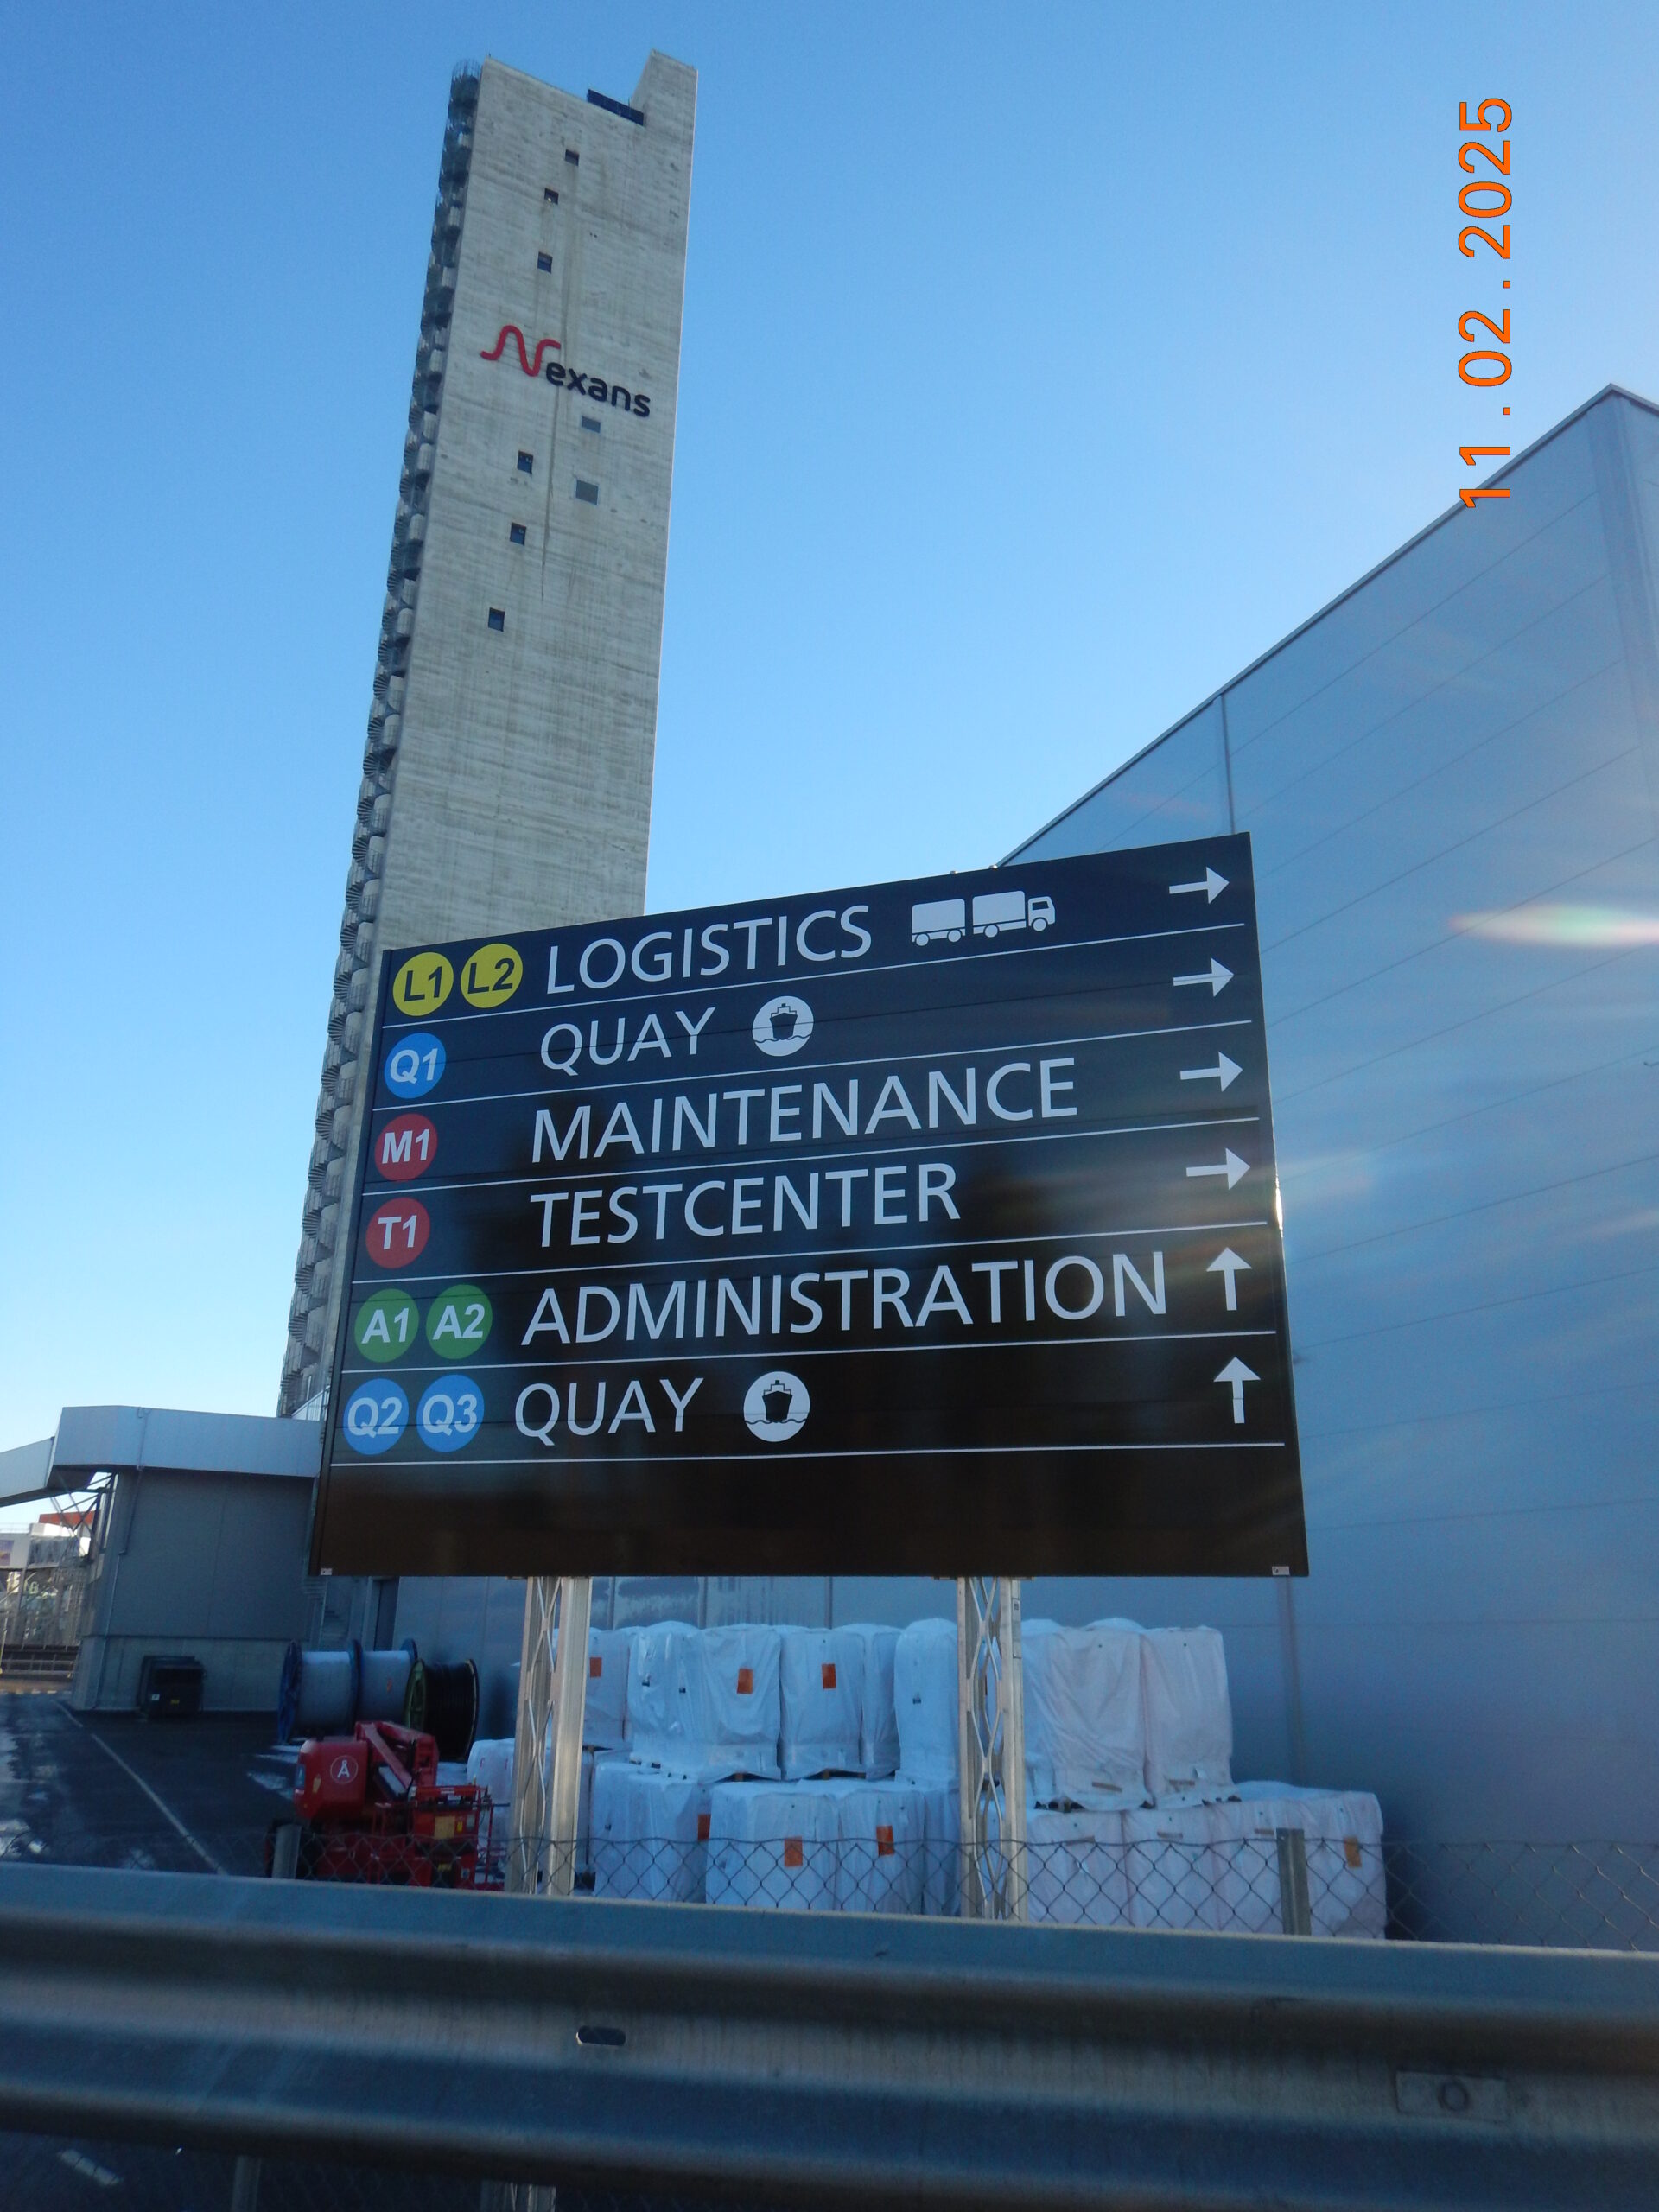 11.02.2025
Nexans
L1 L2 LOGISTICS
Q1 QUAY
M1 MAINTENANCE
T1 TESTCENTER
A1 A2 ADMINISTRATION
Q2 Q3 QUAY